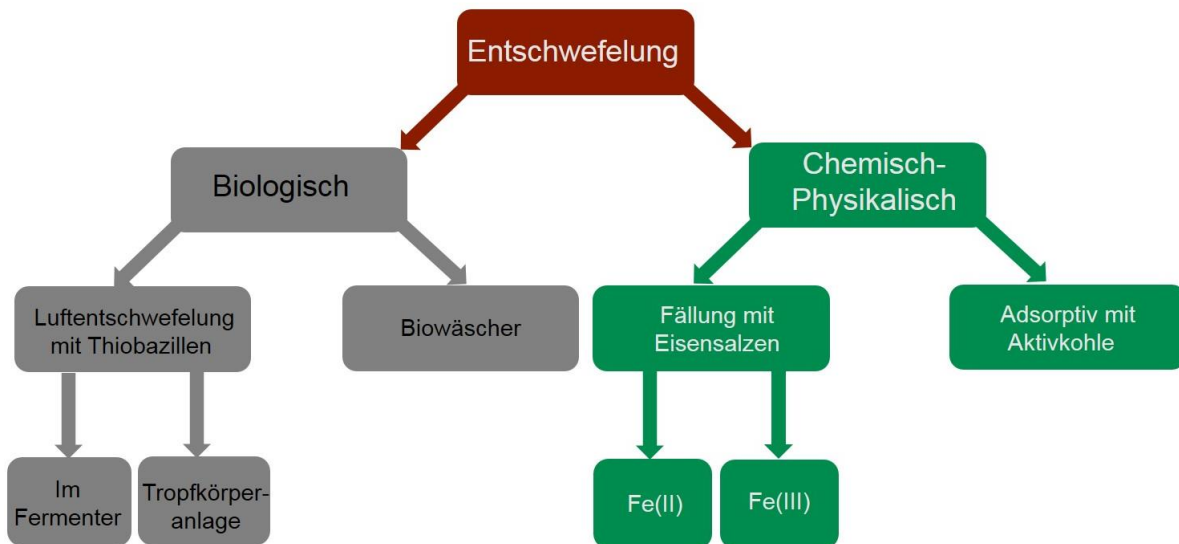 Entschwefelung
Biologisch
Chemisch-
Physikalisch
Luftentschwefelung
mit Thiobazillen
Biowäscher
Fällung mit
Eisensalzen
Adsorptiv mit
Aktivkohle
Im
Fermenter
Tropfkörper-
anlage
Fe(II)
Fe(III)